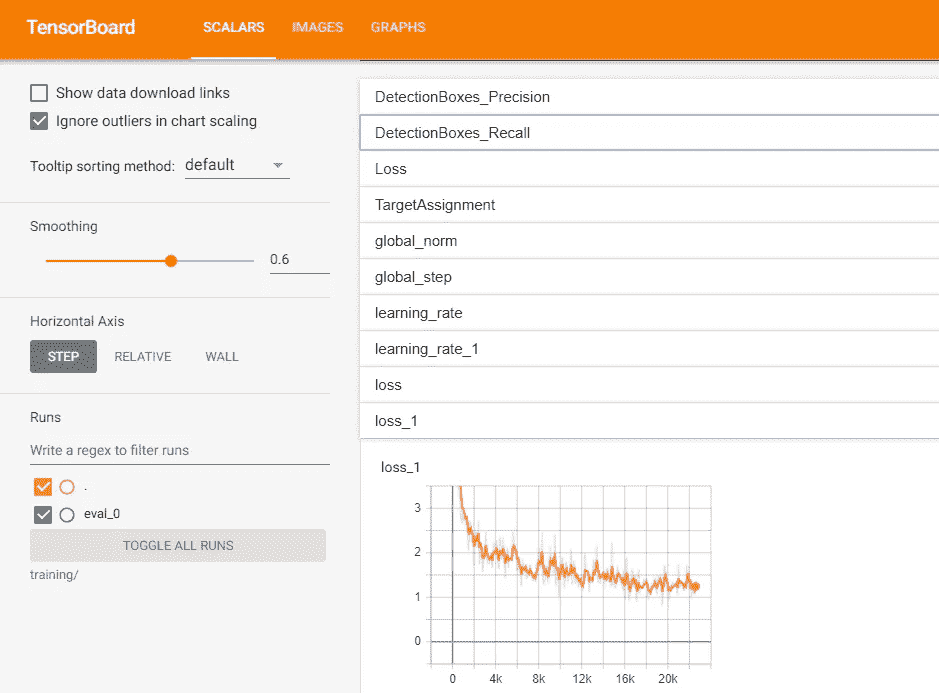 TensorBoard SCALARS IMAGES GRAPHS
Show data download links
Ignore outliers in chart scaling
Tooltip sorting method: default
Smoothing
0.6
Horizontal Axis
STEP RELATIVE WALL
Runs
Write a regex to filter runs
.
eval_0
TOGGLE ALL RUNS
training/
DetectionBoxes_Precision
DetectionBoxes_Recall
Loss
TargetAssignment
global_norm
global_step
learning_rate
learning_rate_1
loss
loss_1
loss_1
3
2
1
0
0 4k 8k 12k 16k 20k